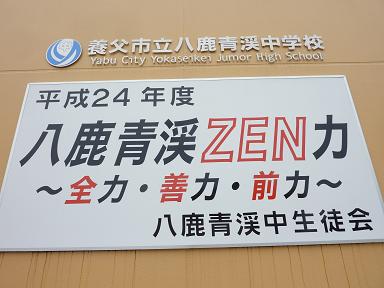 養父市立八鹿青渓中学校
Yabu City Yokaseikei Junior High School
平成24年度
八鹿青渓ZEN力
〜全力・善力・前力〜
八鹿青渓中生徒会